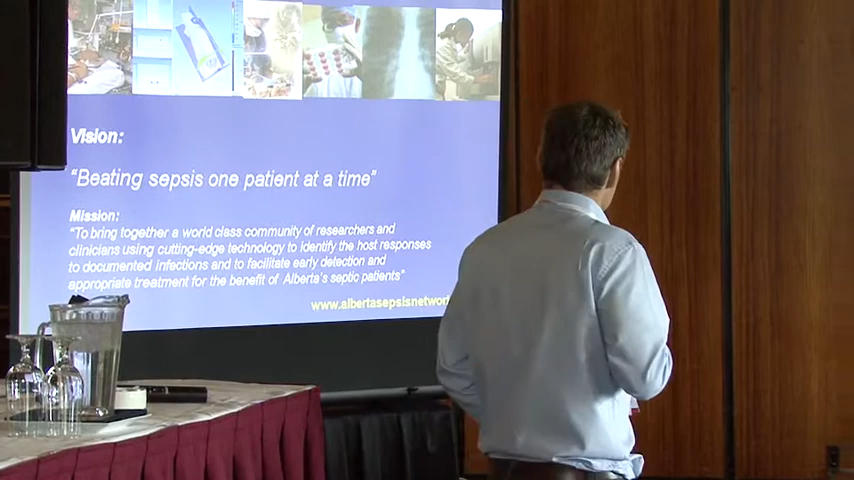 Vision:
“Beating sepsis one patient at a time”
Mission:
“To bring together a world class community of researchers and
clinicians using cutting-edge technology to identify the host responses
to documented infections and to facilitate early detection and
appropriate treatment for the benefit of Alberta's septic patients”
www.albertasepsisnetwork